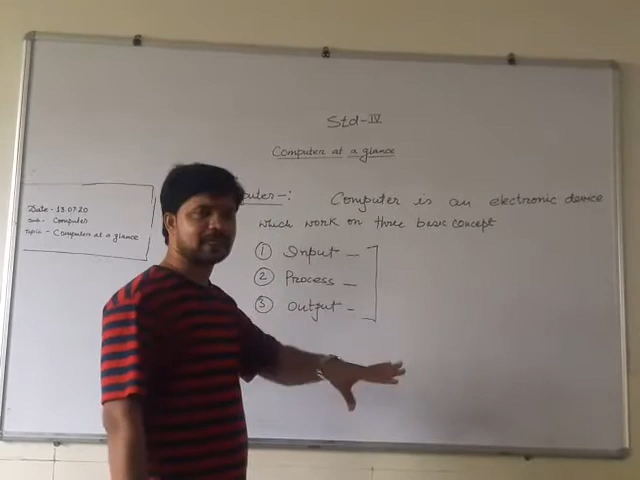 Std-IV
Computer at a glance
Date - 13.07.20
Sub. - Computer
Topic - Computer at a glance
puter -: Computer is an electronic device
which work on three basic concept
1 Input -
2 Process -
3 Output -